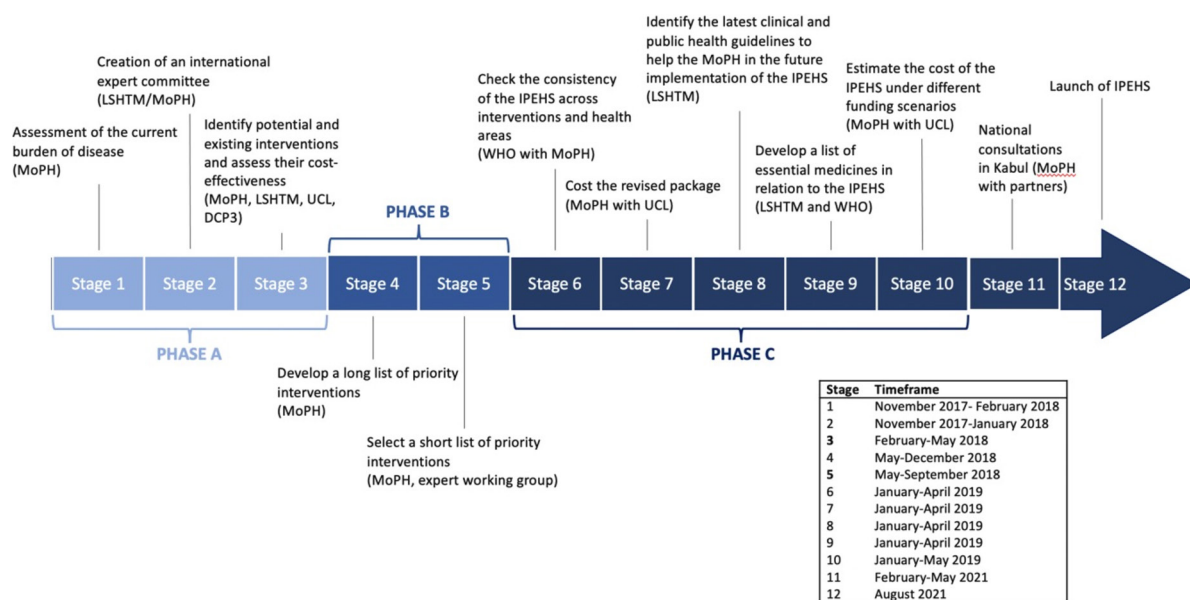 Creation of an international
expert committee
(LSHTM/MoPH)
Assessment of the current
burden of disease
(MoPH)
Identify potential and
existing interventions
and assess their cost-
effectiveness
(MoPH, LSHTM, UCL,
DCP3)
Check the consistency
of the IPEHS across
interventions and health
areas
(WHO with MoPH)
Cost the revised package
(MoPH with UCL)
Identify the latest clinical and
public health guidelines to
help the MoPH in the future
implementation of the IPEHS
(LSHTM)
Develop a list of
essential medicines in
relation to the IPEHS
(LSHTM and WHO)
Estimate the cost of the
IPEHS under different
funding scenarios
(MoPH with UCL)
National
consultations
in Kabul (MoPH
with partners)
Launch of IPEHS
PHASE B
Stage 1
Stage 2
Stage 3
Stage 4
Stage 5
Stage 6
Stage 7
Stage 8
Stage 9
Stage 10
Stage 11
Stage 12
PHASE A
PHASE C
Develop a long list of priority
interventions
(MoPH)
Select a short list of priority
interventions
(MoPH, expert working group)
Stage Timeframe
1 November 2017- February 2018
2 November 2017-January 2018
3 February-May 2018
4 May-December 2018
5 May-September 2018
6 January-April 2019
7 January-April 2019
8 January-April 2019
9 January-April 2019
10 January-May 2019
11 February-May 2021
12 August 2021